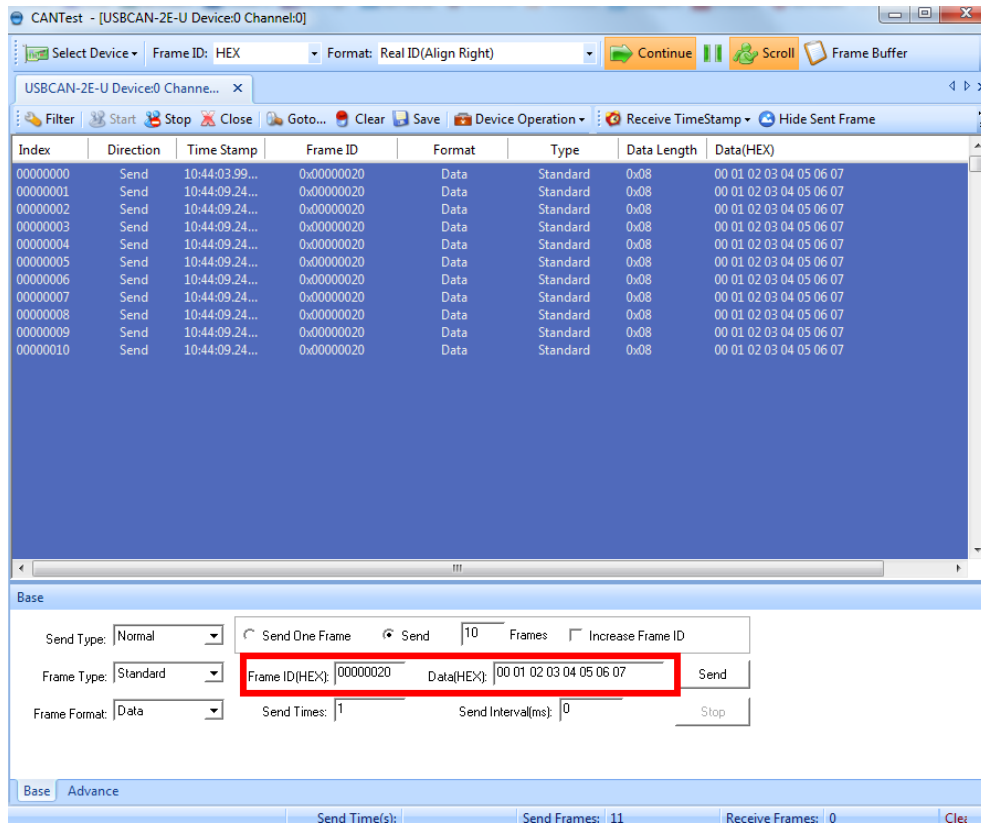 CANTest - [USBCAN-2E-U Device:0 Channel:0]
Select Device Frame ID: HEX Format: Real ID(Align Right) Continue Scroll Frame Buffer
USBCAN-2E-U Device:0 Channe... X
Filter Start Stop Close Goto... Clear Save Device Operation Receive TimeStamp Hide Sent Frame
Index Direction Time Stamp Frame ID Format Type Data Length Data(HEX)
00000000 Send 10:44:03.99... 0x00000020 Data Standard 0x08 00 01 02 03 04 05 06 07
00000001 Send 10:44:09.24... 0x00000020 Data Standard 0x08 00 01 02 03 04 05 06 07
00000002 Send 10:44:09.24... 0x00000020 Data Standard 0x08 00 01 02 03 04 05 06 07
00000003 Send 10:44:09.24... 0x00000020 Data Standard 0x08 00 01 02 03 04 05 06 07
00000004 Send 10:44:09.24... 0x00000020 Data Standard 0x08 00 01 02 03 04 05 06 07
00000005 Send 10:44:09.24... 0x00000020 Data Standard 0x08 00 01 02 03 04 05 06 07
00000006 Send 10:44:09.24... 0x00000020 Data Standard 0x08 00 01 02 03 04 05 06 07
00000007 Send 10:44:09.24... 0x00000020 Data Standard 0x08 00 01 02 03 04 05 06 07
00000008 Send 10:44:09.24... 0x00000020 Data Standard 0x08 00 01 02 03 04 05 06 07
00000009 Send 10:44:09.24... 0x00000020 Data Standard 0x08 00 01 02 03 04 05 06 07
00000010 Send 10:44:09.24... 0x00000020 Data Standard 0x08 00 01 02 03 04 05 06 07
Base
Send Type: Normal Send One Frame Send 10 Frames Increase Frame ID
Frame Type: Standard Frame ID(HEX): 00000020 Data(HEX): 00 01 02 03 04 05 06 07 Send
Frame Format: Data Send Times: 1 Send Interval(ms): 0 Stop
Base Advance
Send Time(s): Send Frames: 11 Receive Frames: 0 Clea